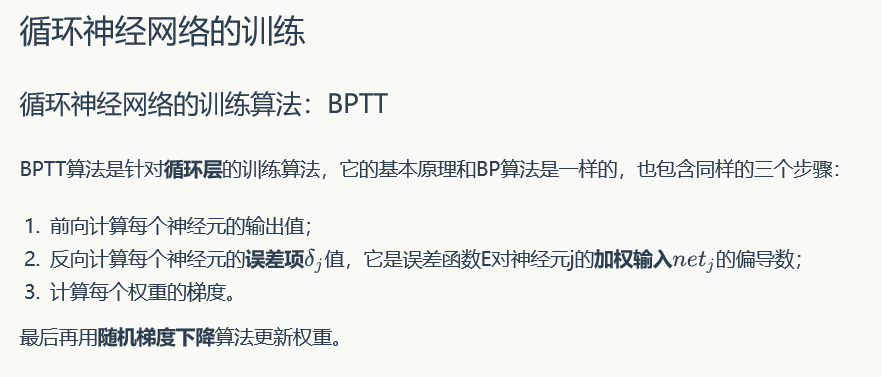 循环神经网络的训练
循环神经网络的训练算法：BPTT
BPTT算法是针对循环层的训练算法，它的基本原理和BP算法是一样的，也包含同样的三个步骤：
1. 前向计算每个神经元的输出值；
2. 反向计算每个神经元的误差项δj值，它是误差函数E对神经元j的加权输入netj的偏导数；
3. 计算每个权重的梯度。
最后再用随机梯度下降算法更新权重。